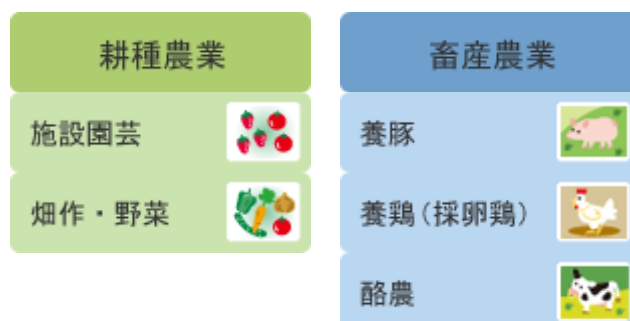 耕種農業
施設園芸
畑作・野菜
畜産農業
養豚
養鶏(採卵鶏)
酪農